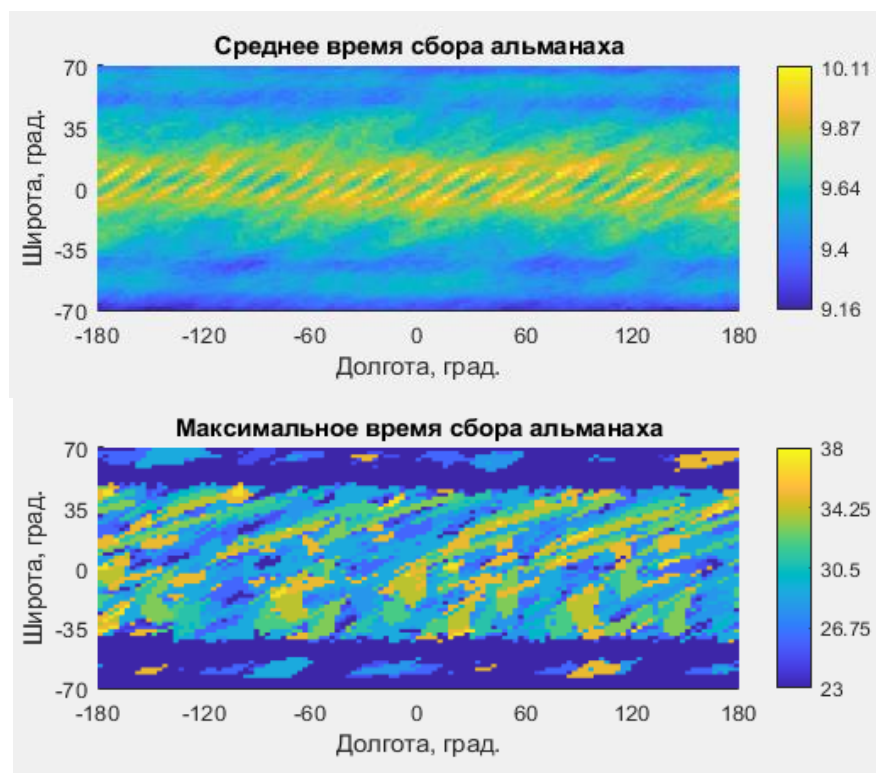 Среднее время сбора альманаха
70
35
0
-35
-70
Широта, град.
-180 -120 -60 0 60 120 180
Долгота, град.
10.11
9.87
9.64
9.4
9.16
Максимальное время сбора альманаха
70
35
0
-35
-70
Широта, град.
-180 -120 -60 0 60 120 180
Долгота, град.
38
34.25
30.5
26.75
23